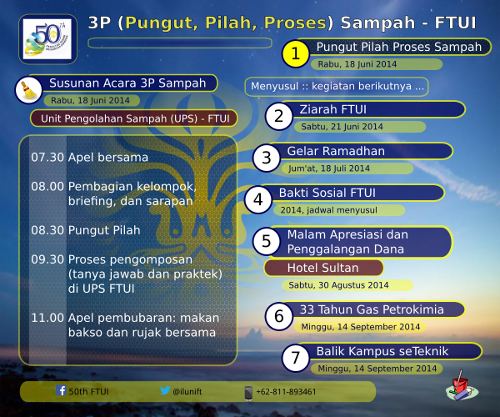 3P (Pungut, Pilah, Proses) Sampah - FTUI
50TH
1 Pungut Pilah Proses Sampah
Rabu, 18 Juni 2014
Susunan Acara 3P Sampah
Rabu, 18 Juni 2014
Unit Pengolahan Sampah (UPS) - FTUI
07.30 Apel bersama
08.00 Pembagian kelompok,
briefing, dan sarapan
08.30 Pungut Pilah
09.30 Proses pengomposan
(tanya jawab dan praktek)
di UPS FTUI
11.00 Apel pembubaran: makan
bakso dan rujak bersama
Menyusul :: kegiatan berikutnya ...
2 Ziarah FTUI
Sabtu, 21 Juni 2014
3 Gelar Ramadhan
Jum'at, 18 Juli 2014
4 Bakti Sosial FTUI
2014, jadwal menyusul
5 Malam Apresiasi dan
Penggalangan Dana
Hotel Sultan
Sabtu, 30 Agustus 2014
6 33 Tahun Gas Petrokimia
Minggu, 14 September 2014
7 Balik Kampus seTeknik
Minggu, 14 September 2014
50th FTUI @ilunift +62-811-893461